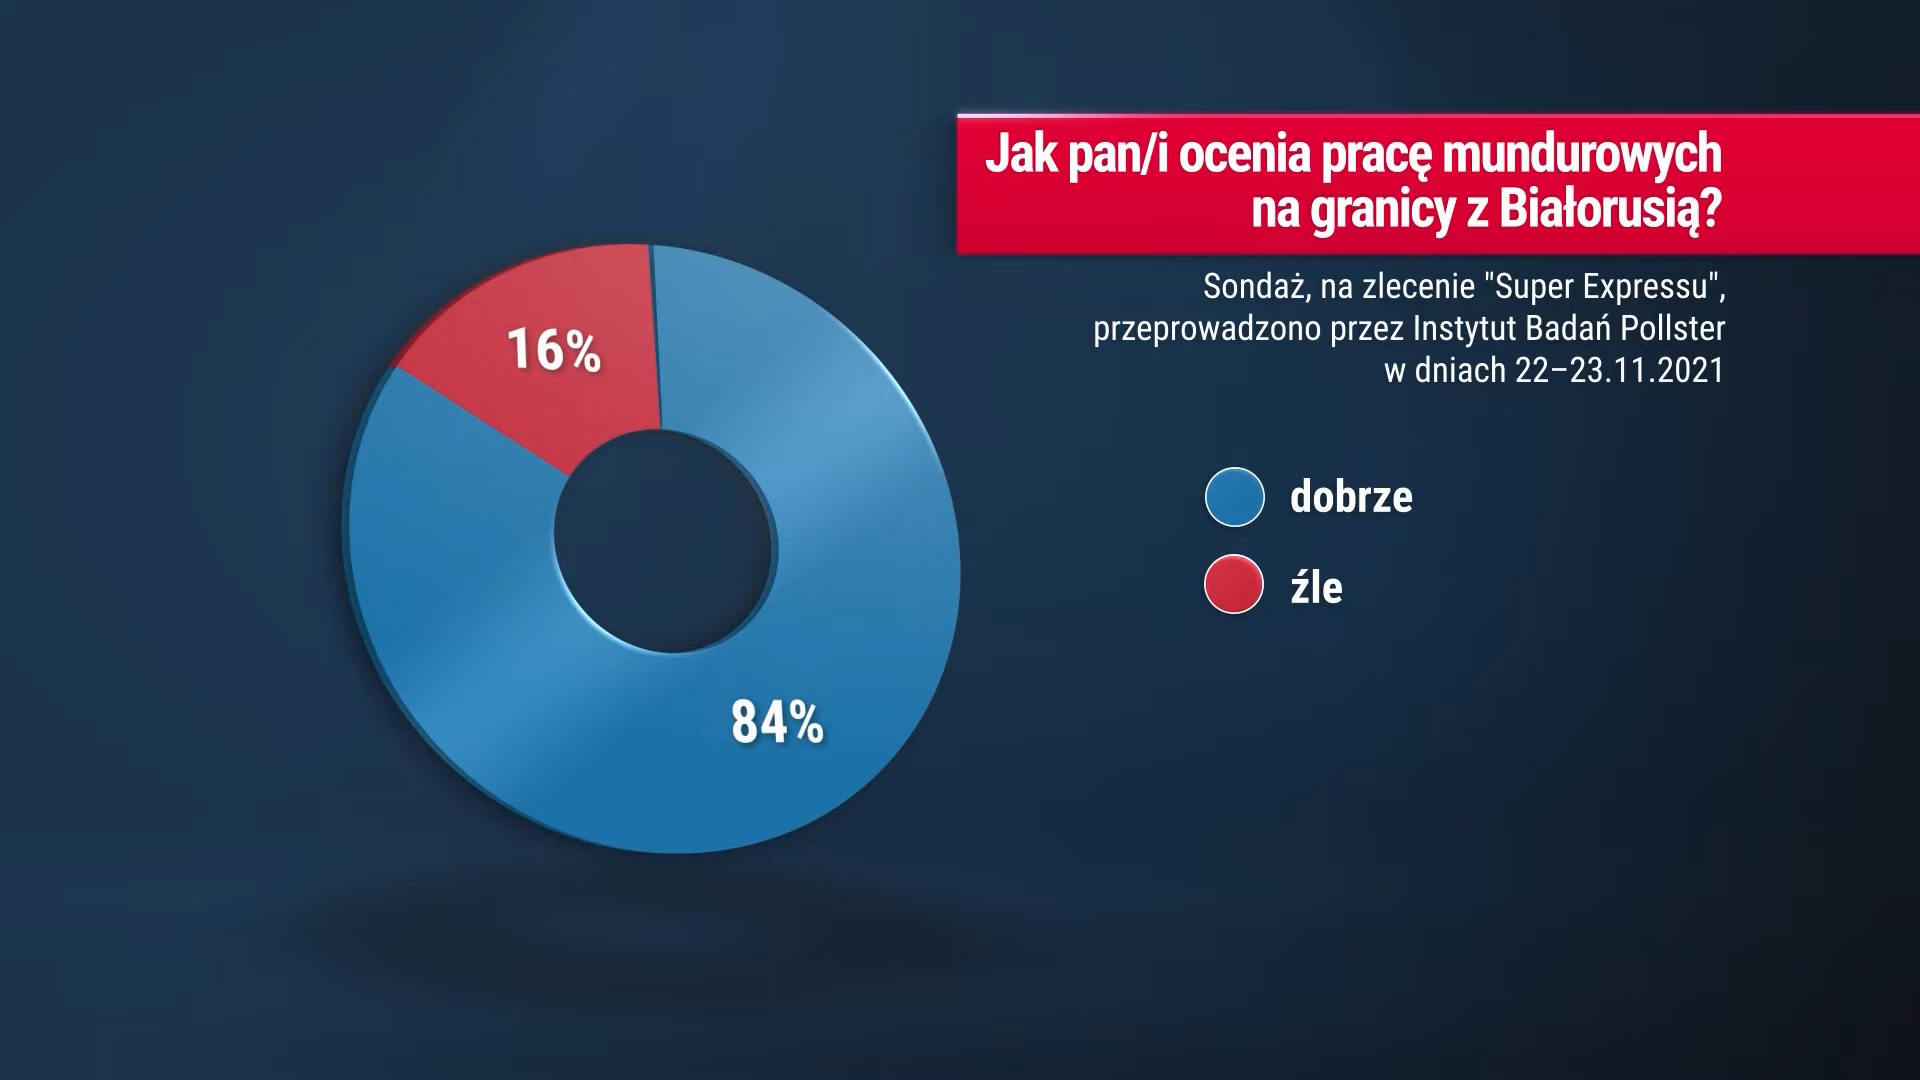 Jak pan/i ocenia pracę mundurowych
na granicy z Białorusią?
Sondaż, na zlecenie "Super Expressu",
przeprowadzono przez Instytut Badań Pollster
w dniach 22–23.11.2021
16%
84%
dobrze
źle